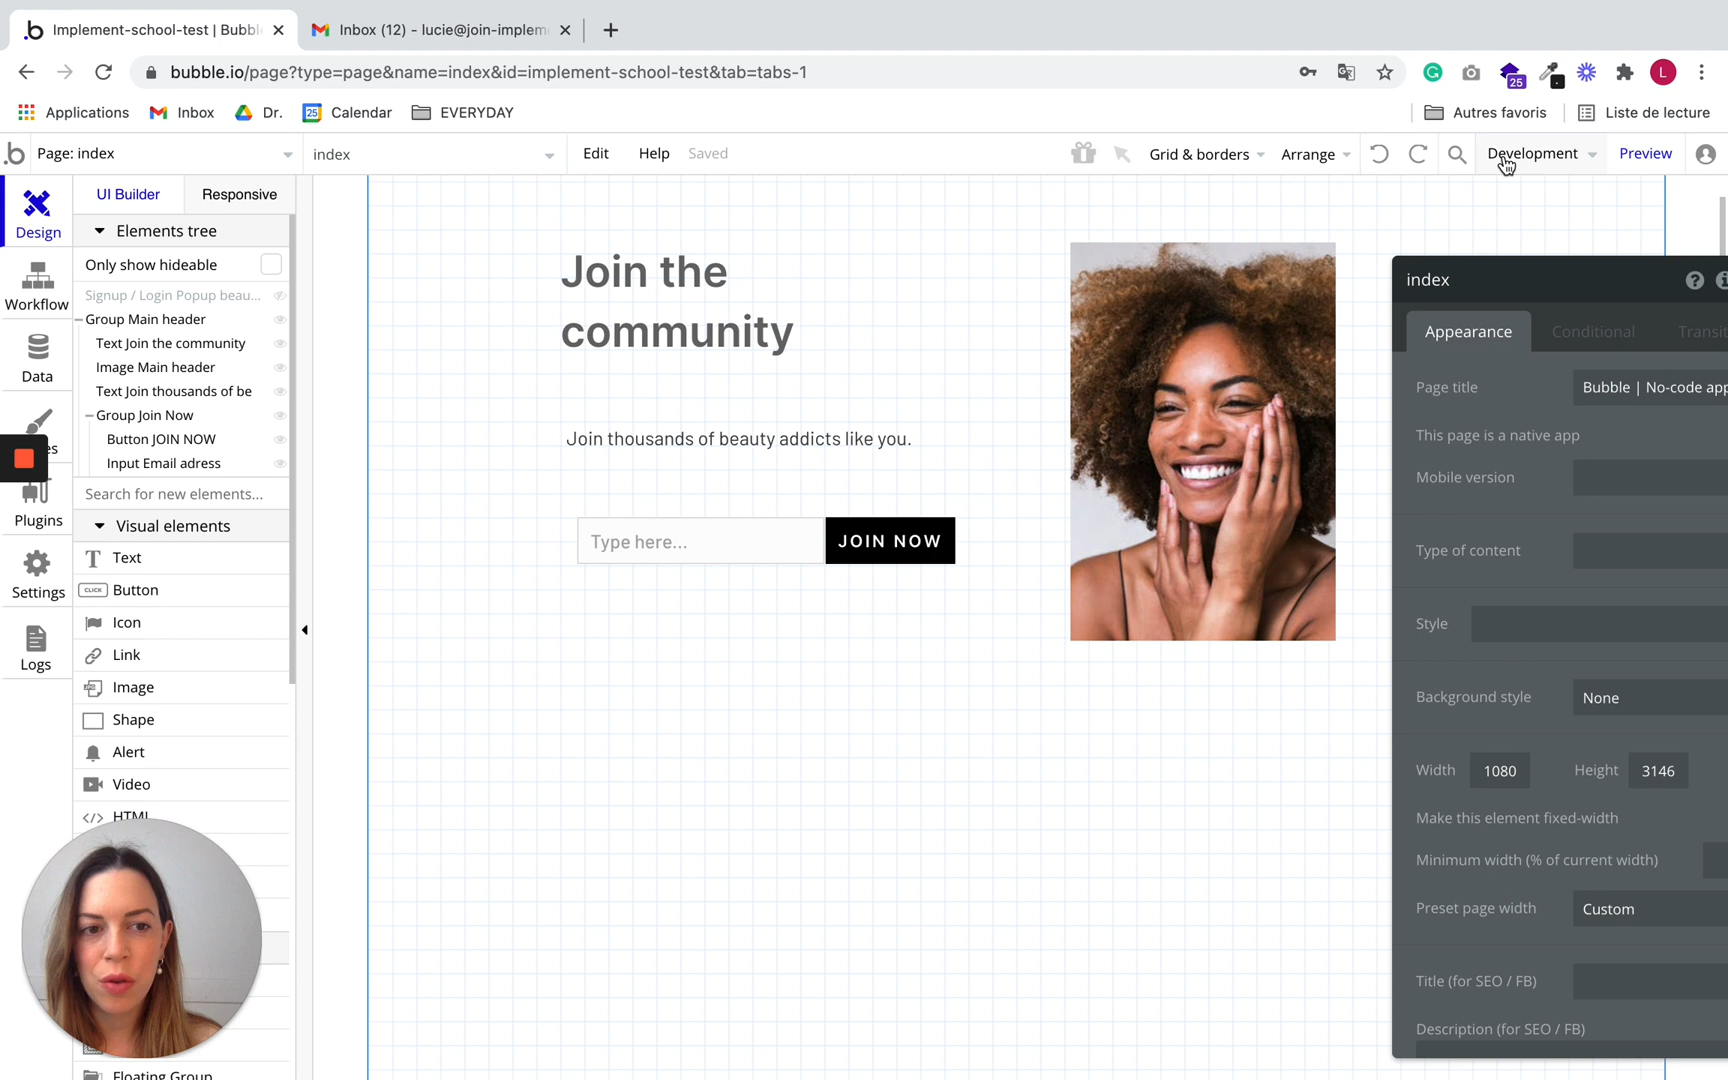 Implement-school-test | Bubbl
Inbox (12) - lucie@join-implem
bubble.io/page?type=page&name=index&id=implement-school-test&tab=tabs-1
25
L
Applications
Inbox
Dr.
25
Calendar
EVERYDAY
Autres favoris
Liste de lecture
Page: index
index
Edit
Help
Saved
Grid & borders
Arrange
Development
Preview
UI Builder
Responsive
Design
Workflow
Data
es
Plugins
Settings
Logs
Elements tree
Only show hideable
Signup / Login Popup beau...
Group Main header
Text Join the community
Image Main header
Text Join thousands of be
Group Join Now
Button JOIN NOW
Input Email adress
Search for new elements...
Visual elements
Text
CLICK
Button
Icon
Link
Image
Shape
Alert
Video
HTML
Floating Group
Join the
community
Join thousands of beauty addicts like you.
Type here...
JOIN NOW
index
Appearance
Conditional
Transit
Page title
Bubble | No-code app
This page is a native app
Mobile version
Type of content
Style
Background style
None
Width
1080
Height
3146
Make this element fixed-width
Minimum width (% of current width)
Preset page width
Custom
Title (for SEO / FB)
Description (for SEO / FB)